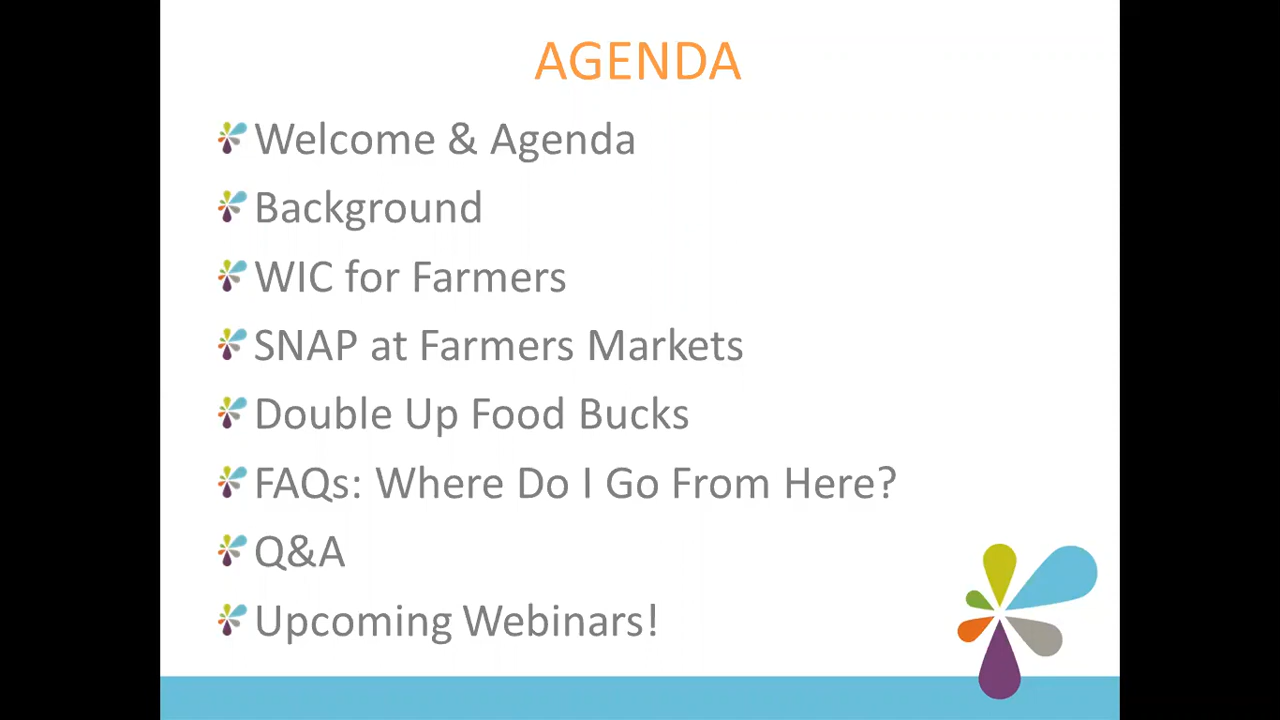 AGENDA
Welcome & Agenda
Background
WIC for Farmers
SNAP at Farmers Markets
Double Up Food Bucks
FAQs: Where Do I Go From Here?
Q&A
Upcoming Webinars!